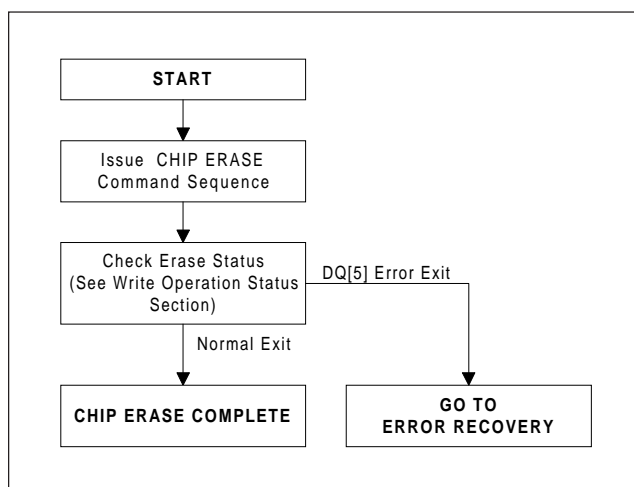 START
Issue CHIP ERASE
Command Sequence
Check Erase Status
(See Write Operation Status
Section)
DQ[5] Error Exit
Normal Exit
CHIP ERASE COMPLETE
GO TO
ERROR RECOVERY